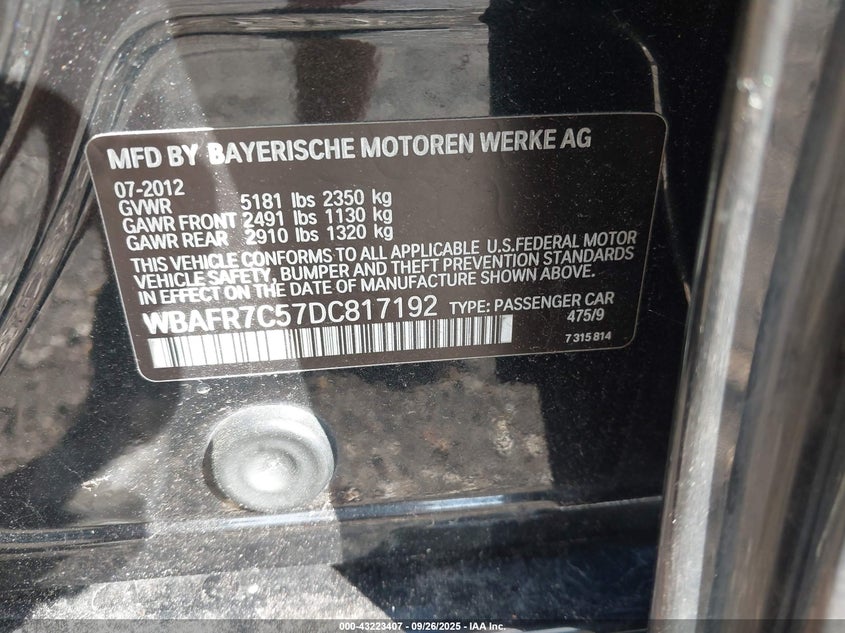 MFD BY BAYERISCHE MOTOREN WERKE AG
07-2012
GVWR 5181 lbs 2350 kg
GAWR FRONT 2491 lbs 1130 kg
GAWR REAR 2910 lbs 1320 kg
THIS VEHICLE CONFORMS TO ALL APPLICABLE U.S.FEDERAL MOTOR
VEHICLE SAFETY, BUMPER AND THEFT PREVENTION STANDARDS
IN EFFECT ON THE DATE OF MANUFACTURE SHOWN ABOVE.
WBAFR7C57DC817192 TYPE: PASSENGER CAR
475/9
7 315 814
000-43223407 - 09/26/2025 - IAA Inc.